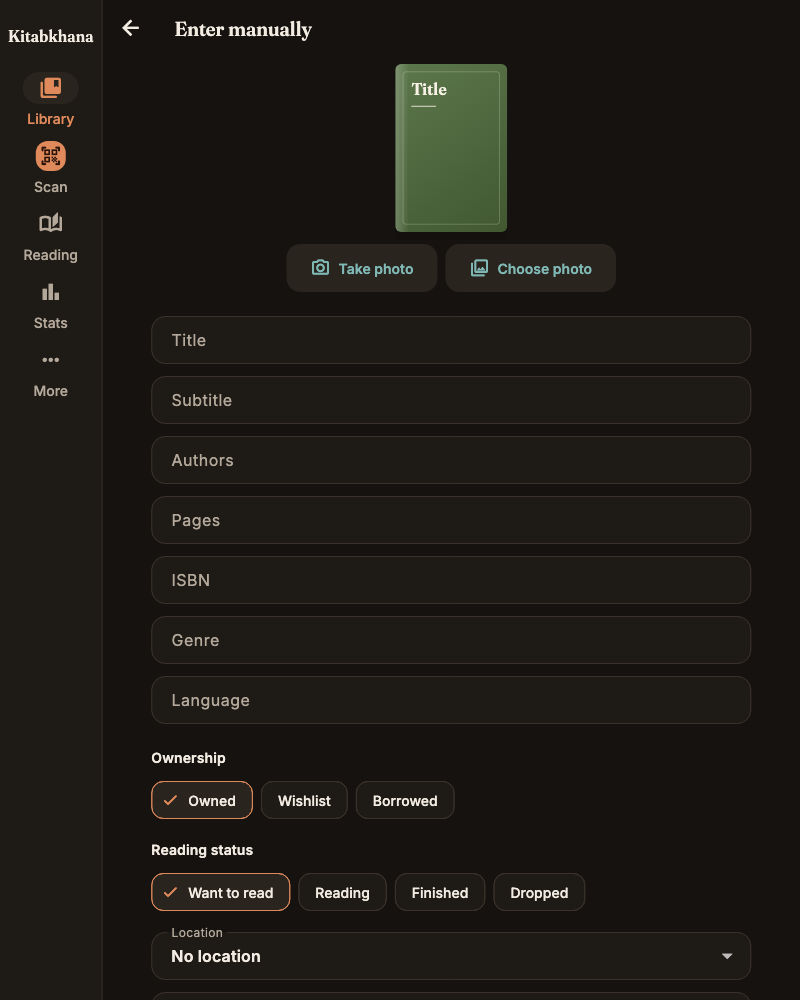 Kitabkhana
Library
Scan
Reading
Stats
More
Enter manually
Title
Take photo
Choose photo
Title
Subtitle
Authors
Pages
ISBN
Genre
Language
Ownership
Owned
Wishlist
Borrowed
Reading status
Want to read
Reading
Finished
Dropped
Location
No location